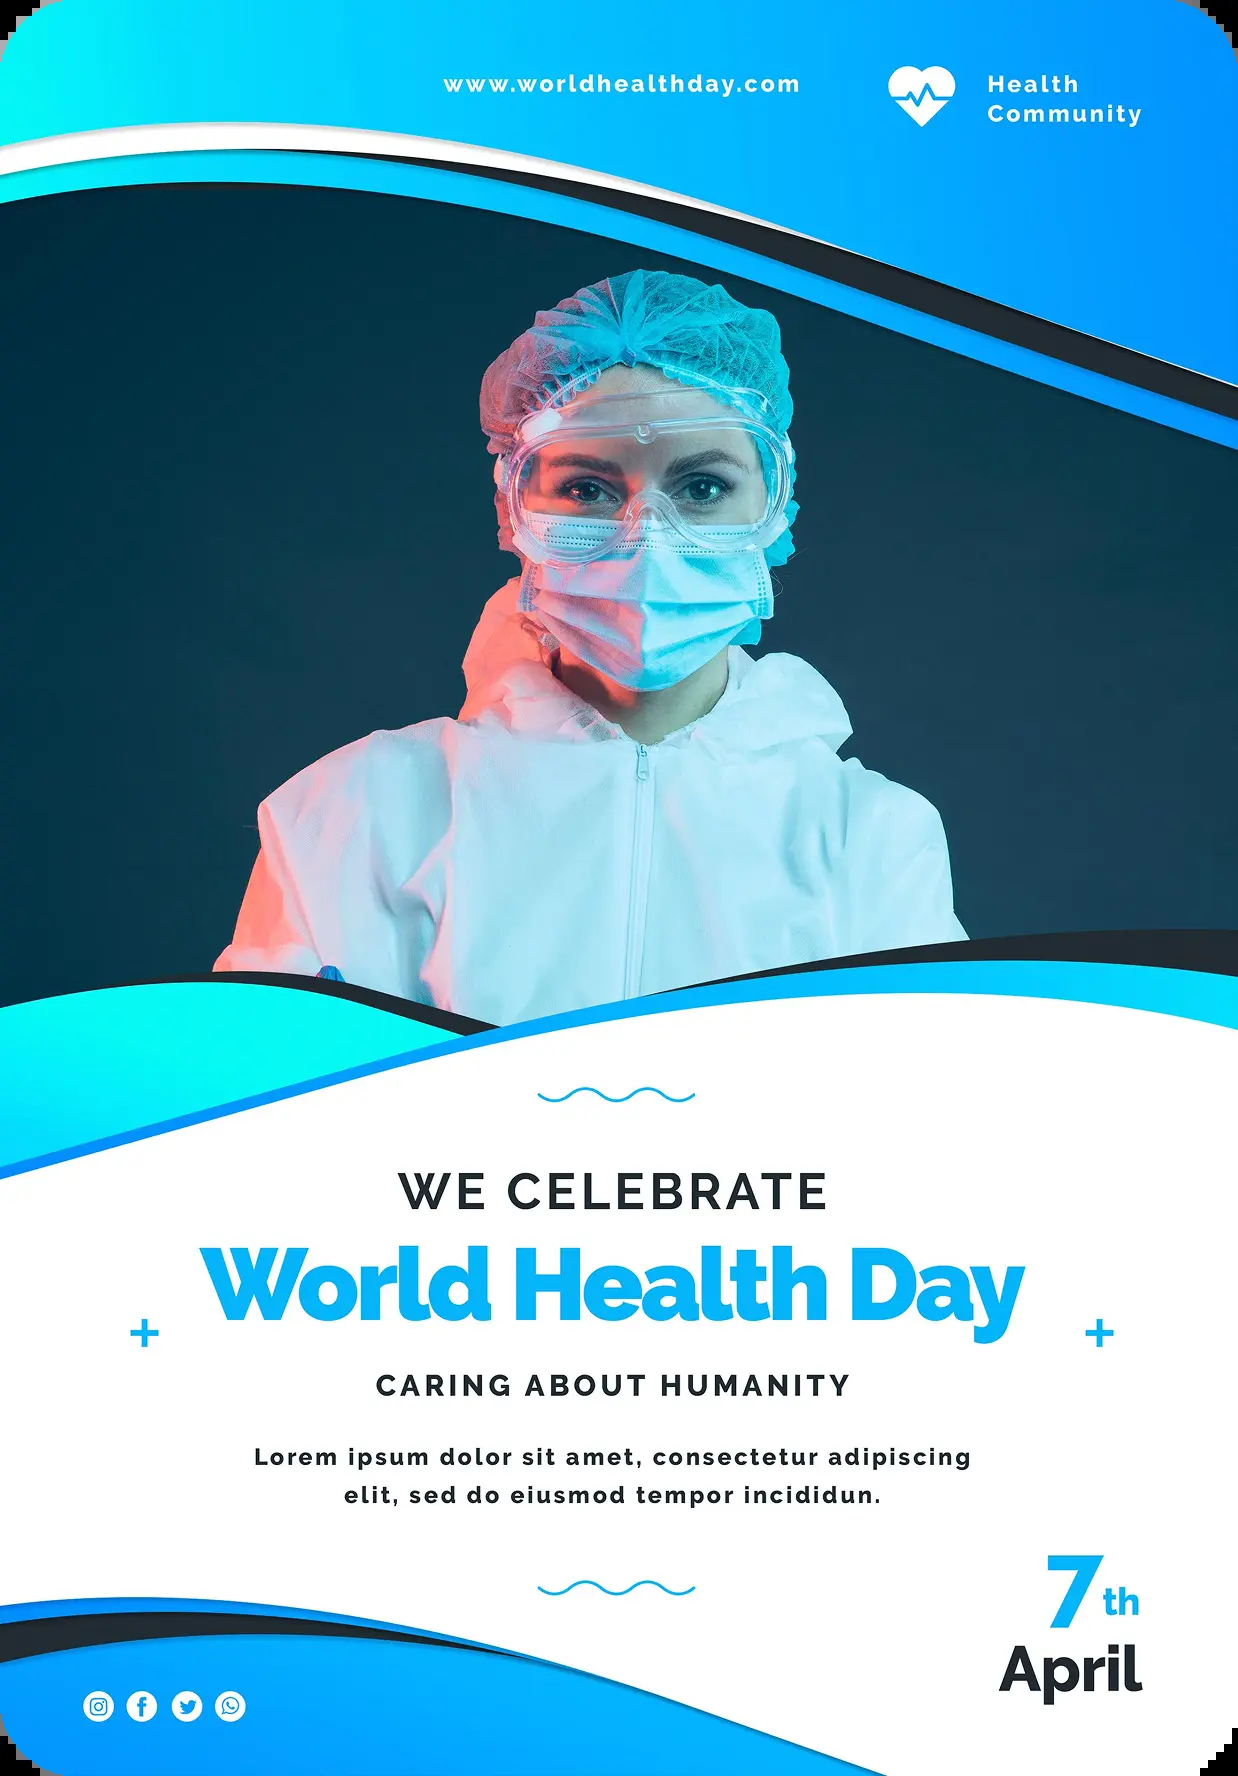 www.worldhealthday.com
Health
Community
WE CELEBRATE
World Health Day
CARING ABOUT HUMANITY
Lorem ipsum dolor sit amet, consectetur adipiscing
elit, sed do eiusmod tempor incididun.
7th
April